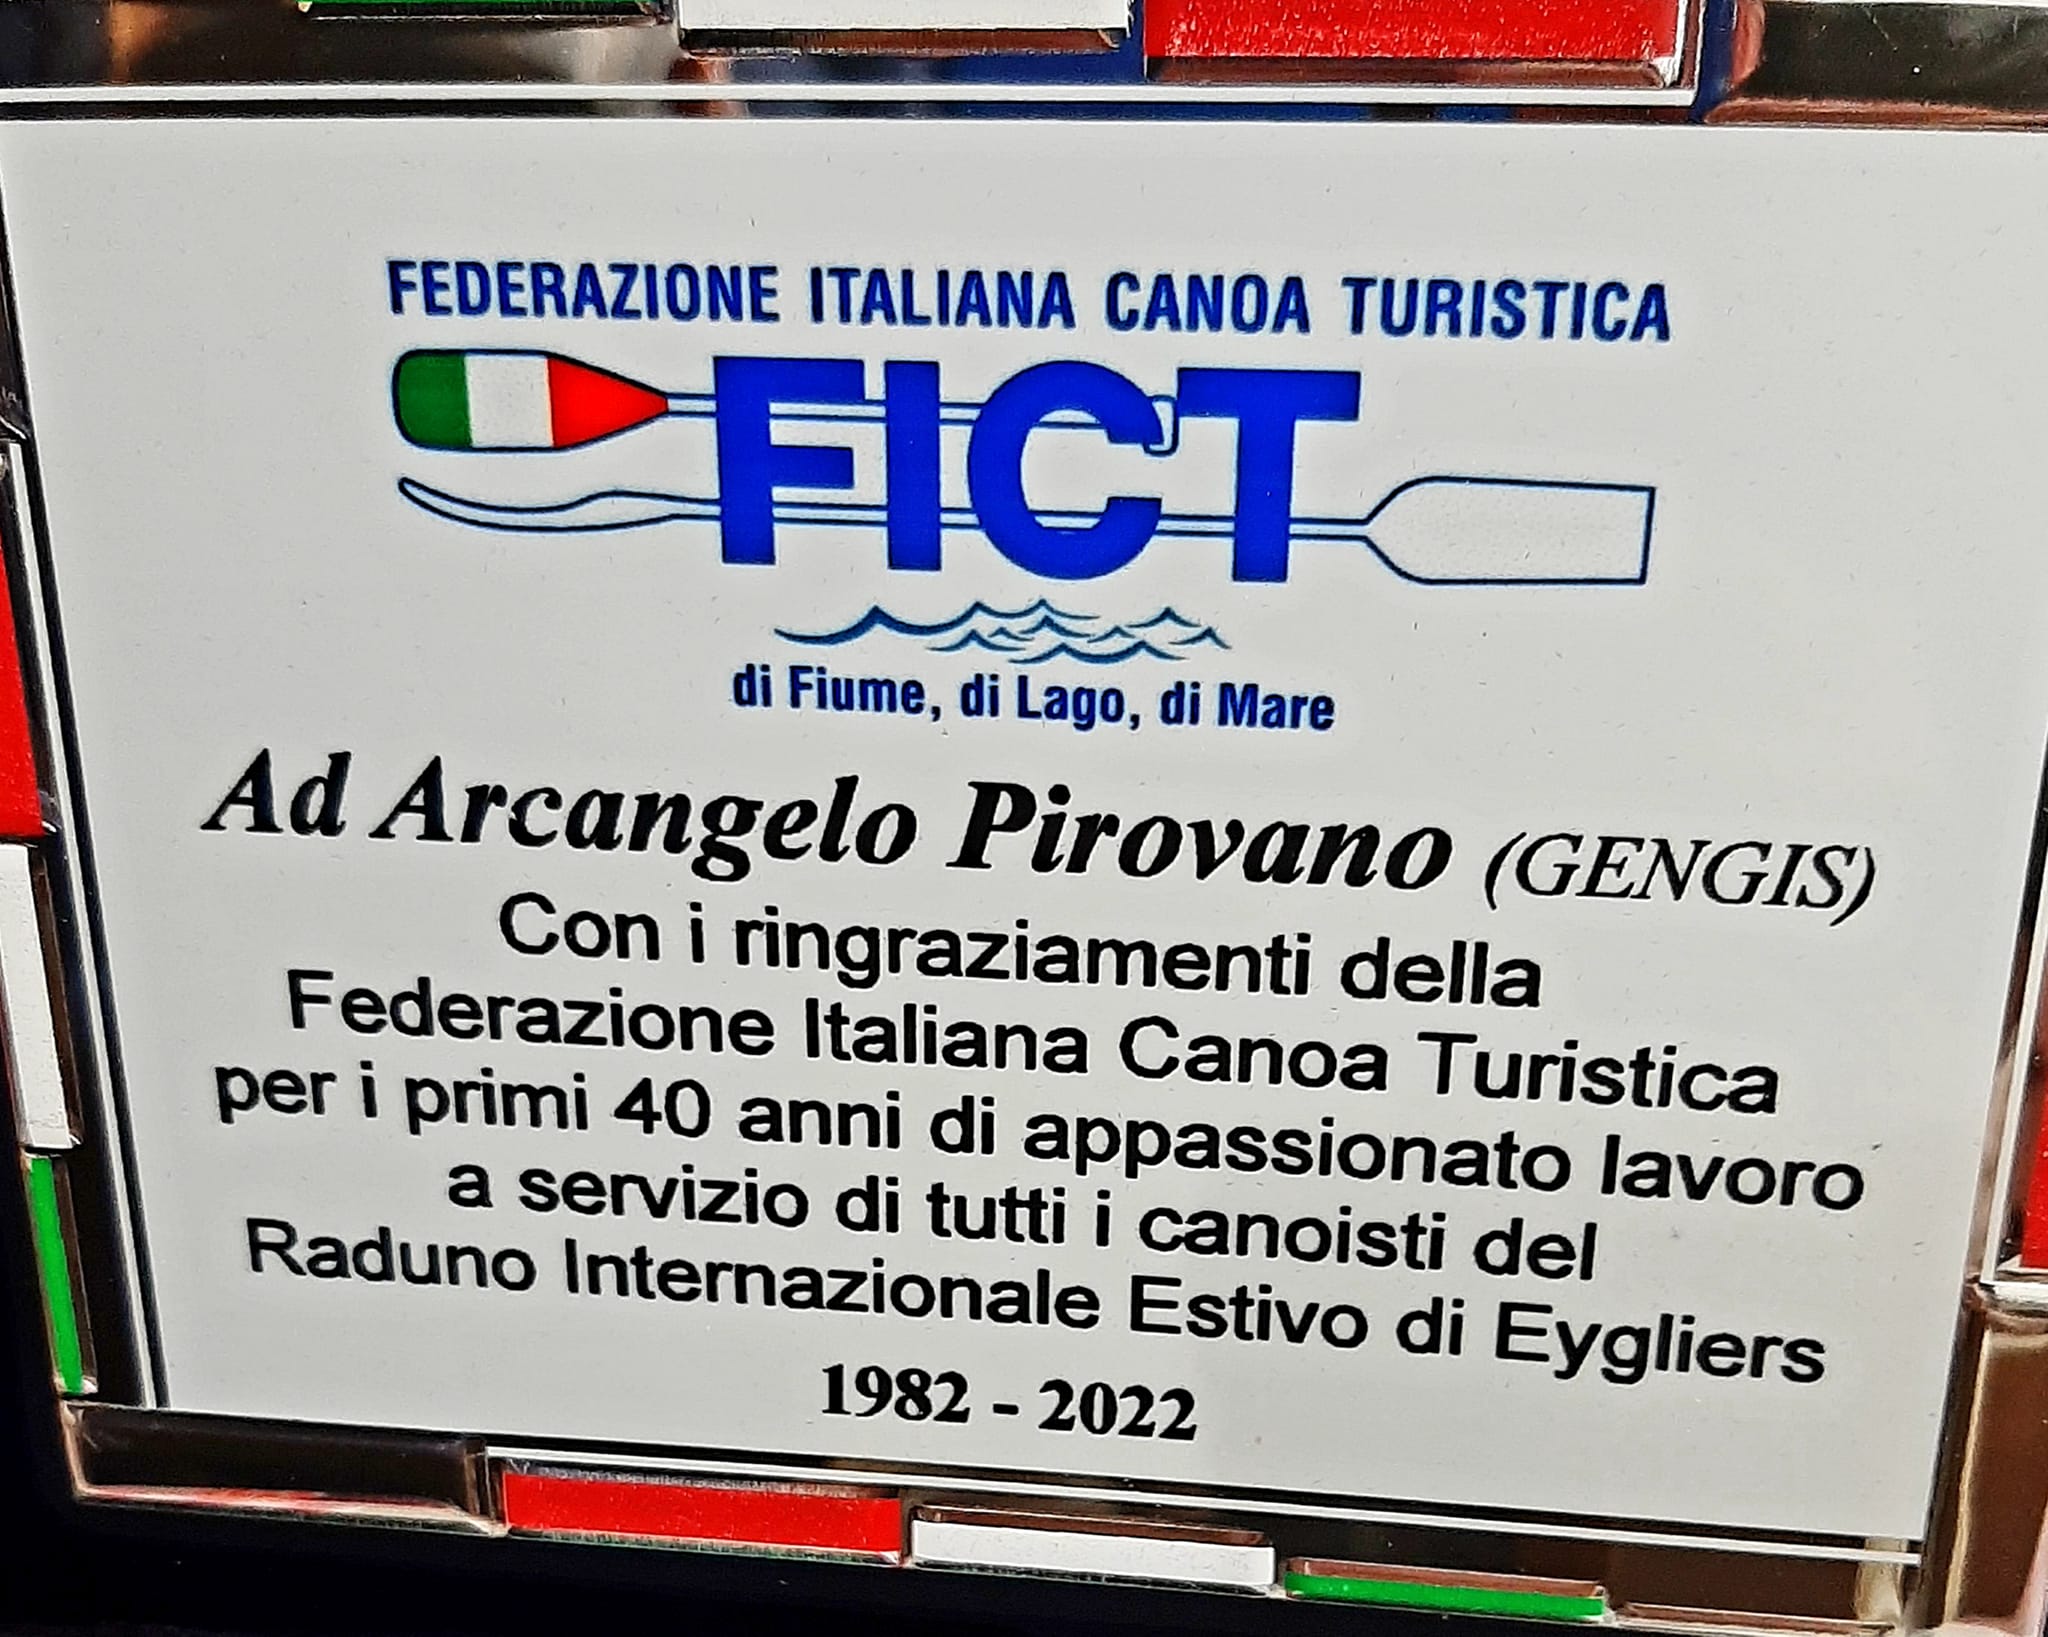 FEDERAZIONE ITALIANA CANOA TURISTICA
FICT
di Fiume, di Lago, di Mare
Ad Arcangelo Pirovano (GENGIS)
Con i ringraziamenti della
Federazione Italiana Canoa Turistica
per i primi 40 anni di appassionato lavoro
a servizio di tutti i canoisti del
Raduno Internazionale Estivo di Eygliers
1982 - 2022